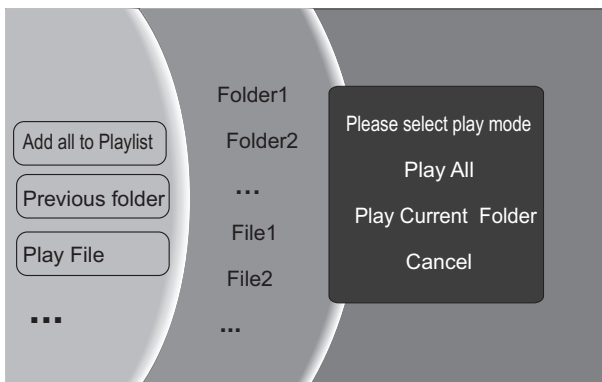 Add all to Playlist
Previous folder
Play File
...
Folder1
Folder2
...
File1
File2
...
Please select play mode
Play All
Play Current Folder
Cancel